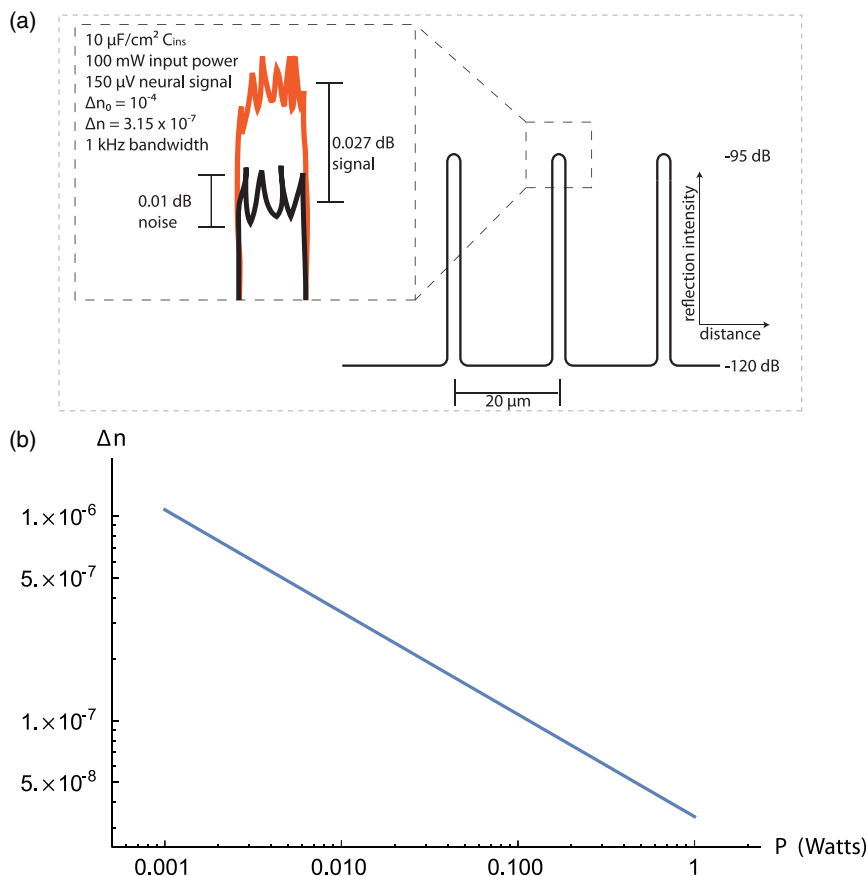 (a)
10 µF/cm² Cᵢₙₛ
100 mW input power
150 µV neural signal
Δn₀ = 10⁻⁴
Δn = 3.15 x 10⁻⁷
1 kHz bandwidth
0.027 dB
signal
0.01 dB
noise
-95 dB
reflection intensity
distance
-120 dB
20 µm
(b)
Δn
1.×10⁻⁶
5.×10⁻⁷
1.×10⁻⁷
5.×10⁻⁸
0.001 0.010 0.100 1
P (Watts)